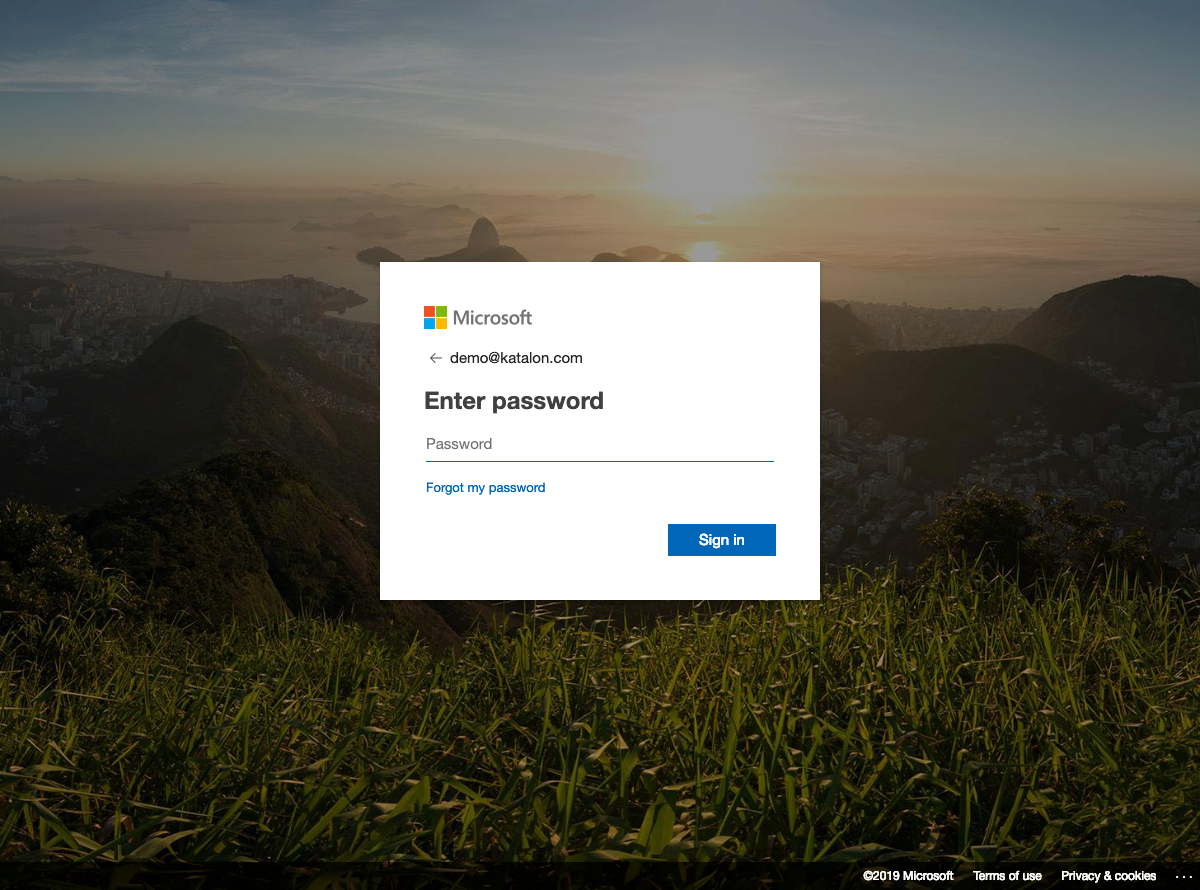 Microsoft
← demo@katalon.com
Enter password
Password
Forgot my password
Sign in
©2019 Microsoft Terms of use Privacy & cookies ...